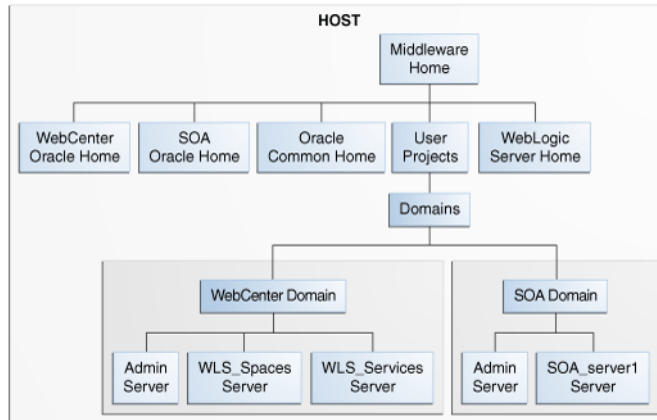 HOST
Middleware
Home
WebCenter
Oracle Home
SOA
Oracle Home
Oracle
Common Home
User
Projects
WebLogic
Server Home
Domains
WebCenter Domain
SOA Domain
Admin
Server
WLS_Spaces
Server
WLS_Services
Server
Admin
Server
SOA_server1
Server